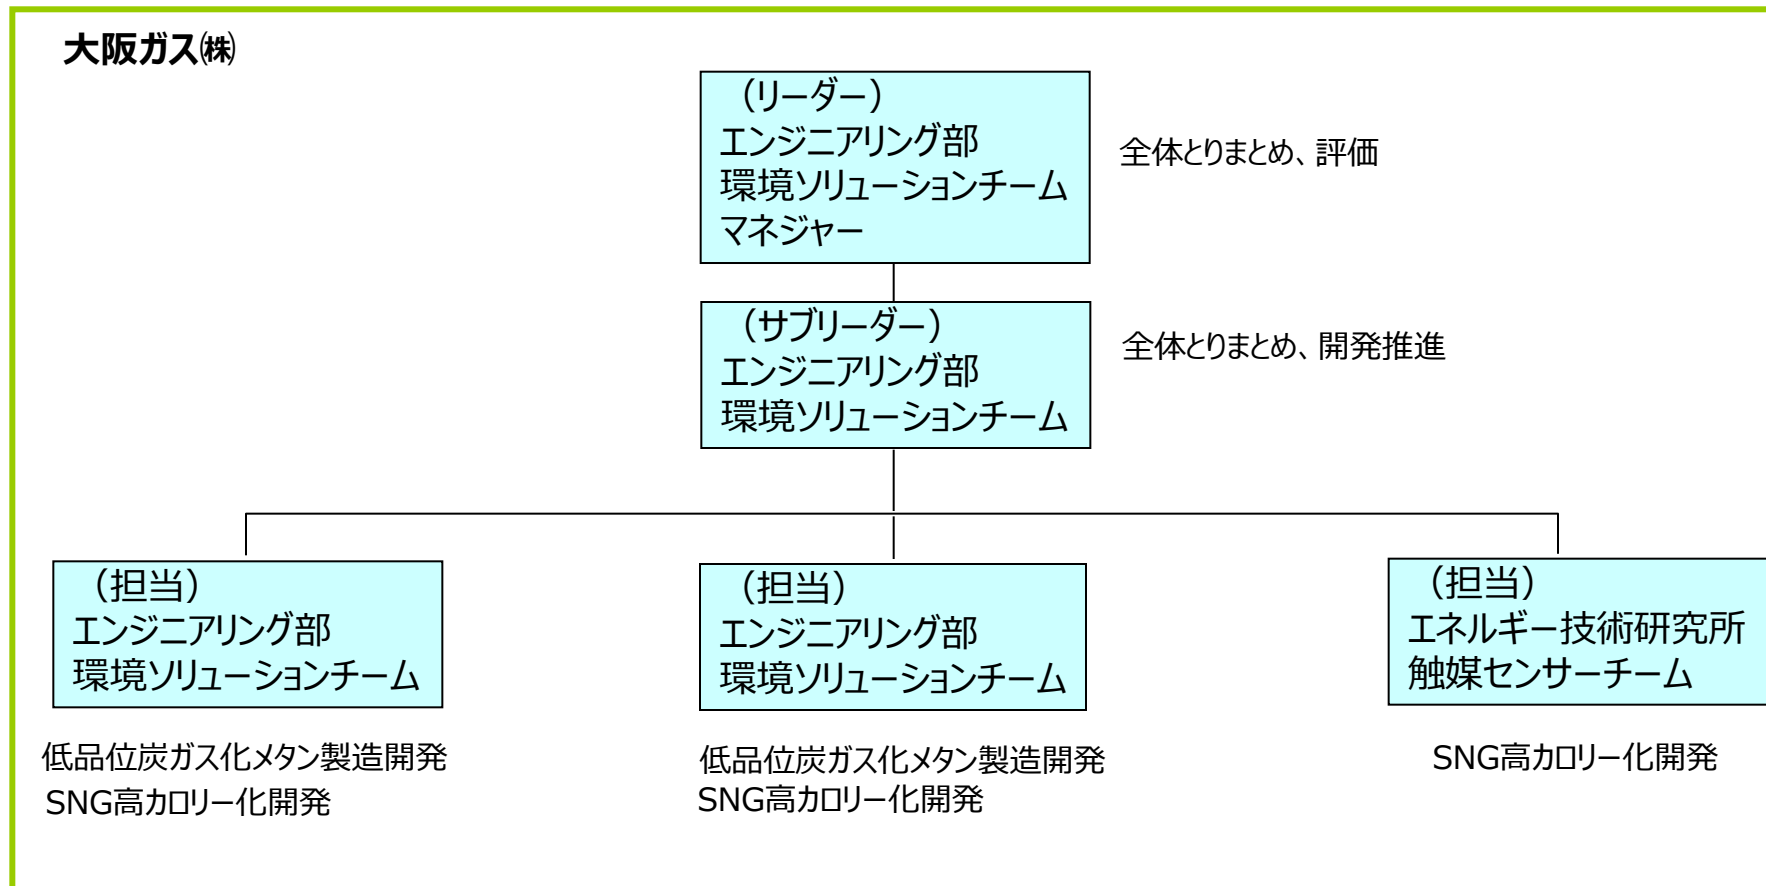 大阪ガス㈱
（リーダー）
エンジニアリング部
環境ソリューションチーム
マネジャー
全体とりまとめ、評価
（サブリーダー）
エンジニアリング部
環境ソリューションチーム
全体とりまとめ、開発推進
（担当）
エンジニアリング部
環境ソリューションチーム
低品位炭ガス化メタン製造開発
SNG高カロリー化開発
（担当）
エンジニアリング部
環境ソリューションチーム
低品位炭ガス化メタン製造開発
SNG高カロリー化開発
（担当）
エネルギー技術研究所
触媒センサーチーム
SNG高カロリー化開発